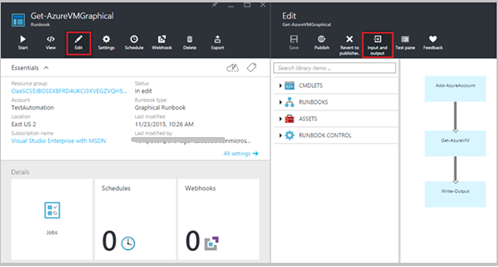 Get-AzureVMGraphical
Runbook
Start
View
Edit
Settings
Schedule
Webhook
Delete
Export
Essentials
Resource group
Account
TestAutomation
Location
East US 2
Subscription name
Visual Studio Enterprise with MSDN
Status
In edit
Runbook type
Graphical Runbook
Last modified
11/23/2015, 10:26 AM
Last modified by
All settings
Details
Jobs
Schedules
0
Webhooks
0
Edit
Get-AzureVMGraphical
Save
Publish
Revert to
publishe...
Input and
output
Test pane
Feedback
Search library items ...
CMDLETS
RUNBOOKS
ASSETS
RUNBOOK CONTROL
Add-AzureAccount
Get-AzureVM
Write-Output